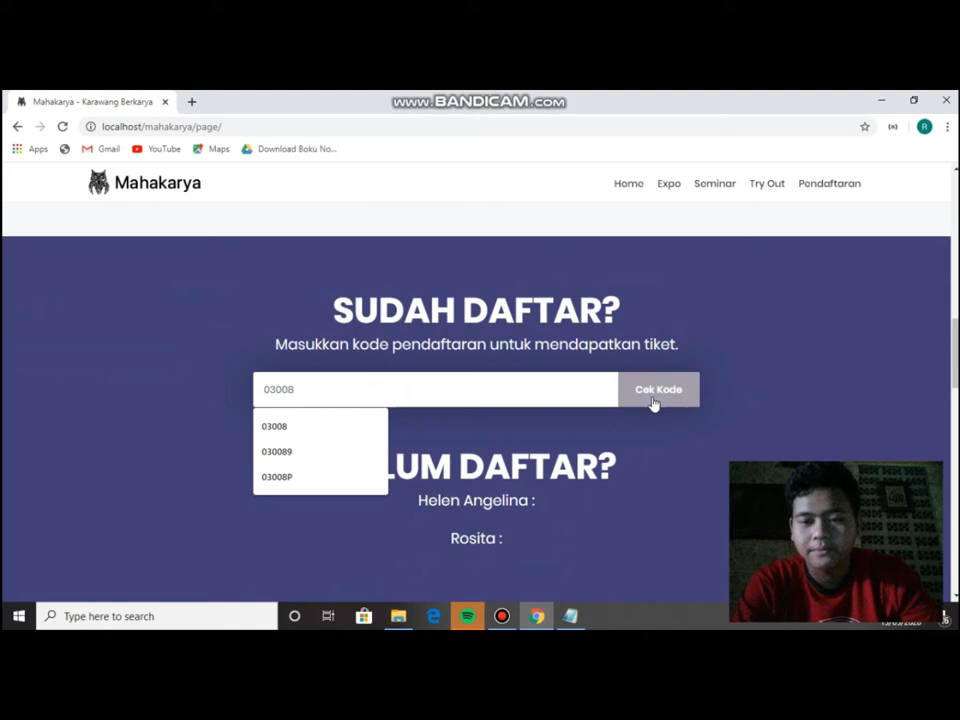 www.BANDICAM.com
Mahakarya - Karawang Berkarya
localhost/mahakarya/page/
R
Apps
Gmail
YouTube
Maps
Download Boku No...
Mahakarya
Home
Expo
Seminar
Try Out
Pendaftaran
SUDAH DAFTAR?
Masukkan kode pendaftaran untuk mendapatkan tiket.
03008
Cek Kode
03008
030089
03008P
LUM DAFTAR?
Helen Angelina :
Rosita :
Type here to search